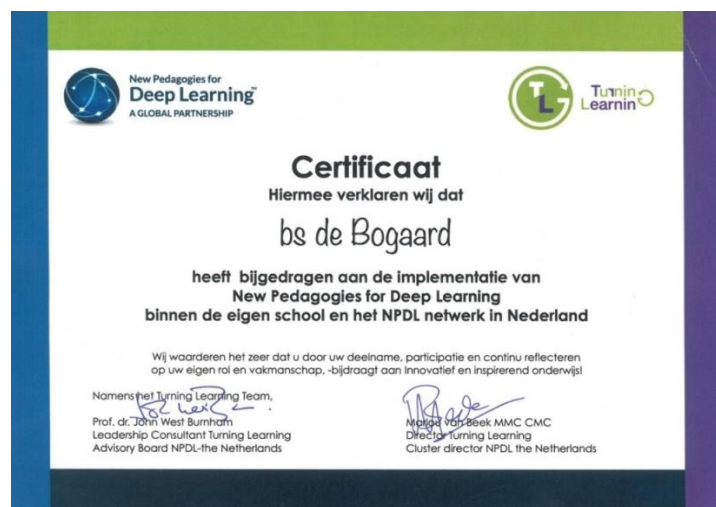 New Pedagogies for
Deep Learning™
A GLOBAL PARTNERSHIP
TLG
Turning
Learning
Certificaat
Hiermee verklaren wij dat
bs de Bogaard
heeft bijgedragen aan de implementatie van
New Pedagogies for Deep Learning
binnen de eigen school en het NPDL netwerk in Nederland
Wij waarderen het zeer dat u door uw deelname, participatie en continu reflecteren
op uw eigen rol en vakmanschap, -bijdraagt aan Innovatief en inspirerend onderwijs!
Namens het Turning Learning Team,
Prof. dr. John West Burnham
Leadership Consultant Turning Learning
Advisory Board NPDL-the Netherlands
Marlou van Beek MMC CMC
Director Turning Learning
Cluster director NPDL the Netherlands